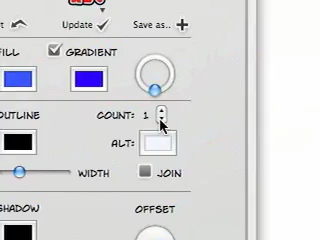 Update Save as..
FILL GRADIENT
OUTLINE COUNT: 1
ALT:
WIDTH JOIN
SHADOW OFFSET